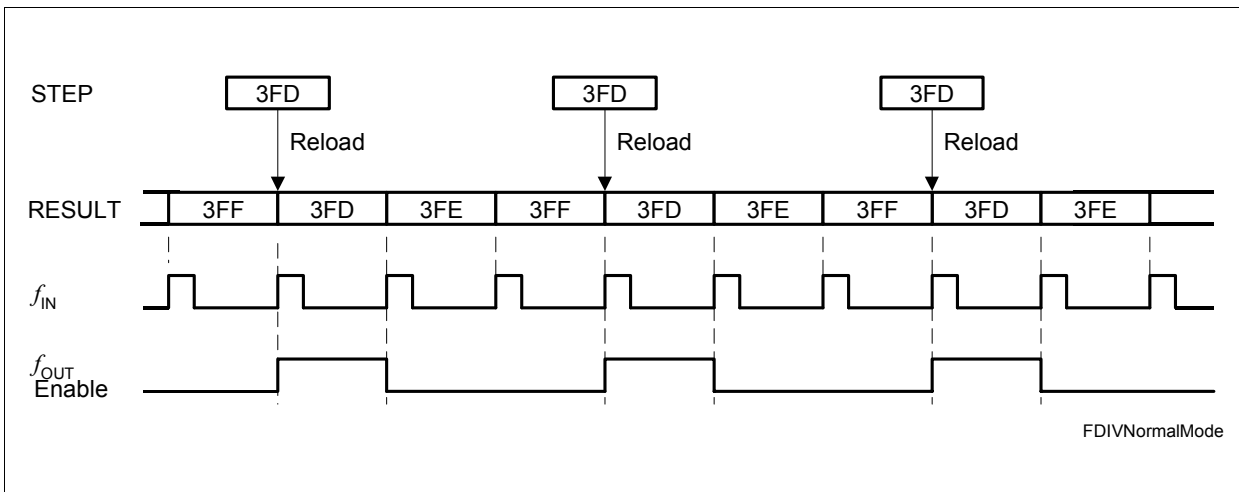 STEP 3FD 3FD 3FD
Reload Reload Reload
RESULT 3FF 3FD 3FE 3FF 3FD 3FE 3FF 3FD 3FE
fIN
fOUT
Enable
FDIVNormalMode